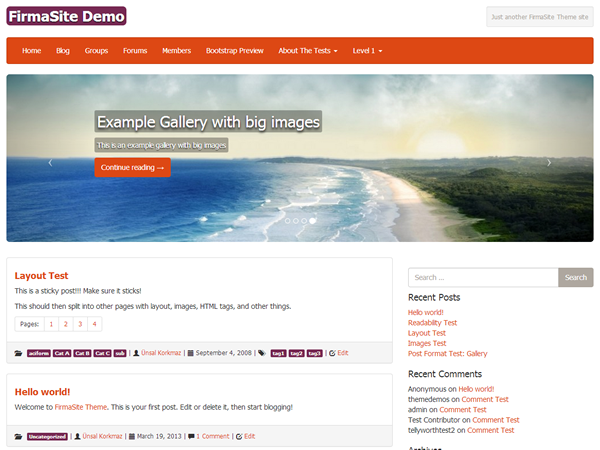 FirmaSite Demo
Just another FirmaSite Theme site
Home Blog Groups Forums Members Bootstrap Preview About The Tests Level 1
Example Gallery with big images
This is an example gallery with big images
Continue reading →
Layout Test
This is a sticky post!!! Make sure it sticks!
This should then split into other pages with layout, images, HTML tags, and other things.
Pages: 1 2 3 4
aciform Cat A Cat B Cat C sub | Ünsal Korkmaz | September 4, 2008 | tag1 tag2 tag3 | Edit
Hello world!
Welcome to FirmaSite Theme. This is your first post. Edit or delete it, then start blogging!
Uncategorized | Ünsal Korkmaz | March 19, 2013 | 1 Comment | Edit
Search ... Search
Recent Posts
Hello world!
Readability Test
Layout Test
Images Test
Post Format Test: Gallery
Recent Comments
Anonymous on Hello world!
themedemos on Comment Test
admin on Comment Test
Test Contributor on Comment Test
tellyworthtest2 on Comment Test
Archives